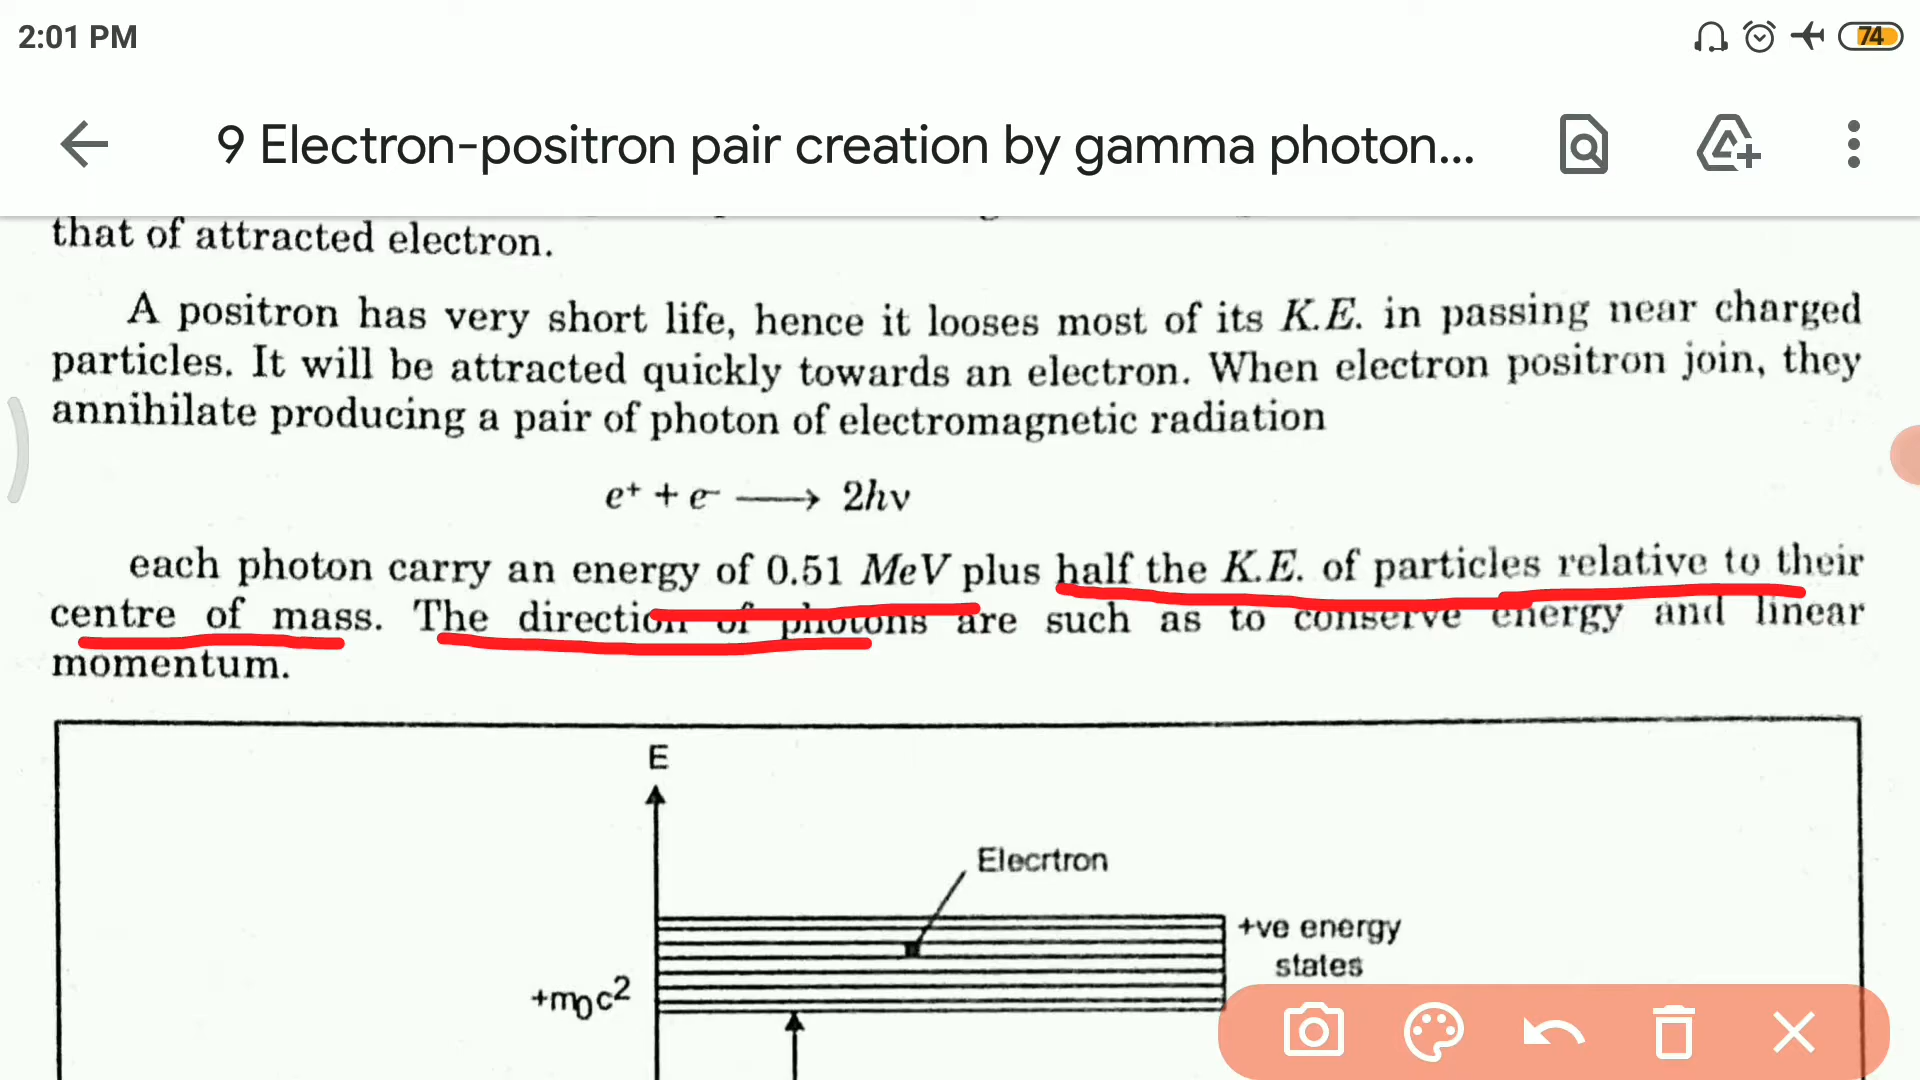 2:01 PM
74
9 Electron-positron pair creation by gamma photon...
that of attracted electron.
A positron has very short life, hence it looses most of its K.E. in passing near charged
particles. It will be attracted quickly towards an electron. When electron positron join, they
annihilate producing a pair of photon of electromagnetic radiation
e⁺ + e⁻ ⟶ 2hν
each photon carry an energy of 0.51 MeV plus half the K.E. of particles relative to their
centre of mass. The direction of photons are such as to conserve energy and linear
momentum.
E
Elecrtron
+ve energy
states
+m₀c²